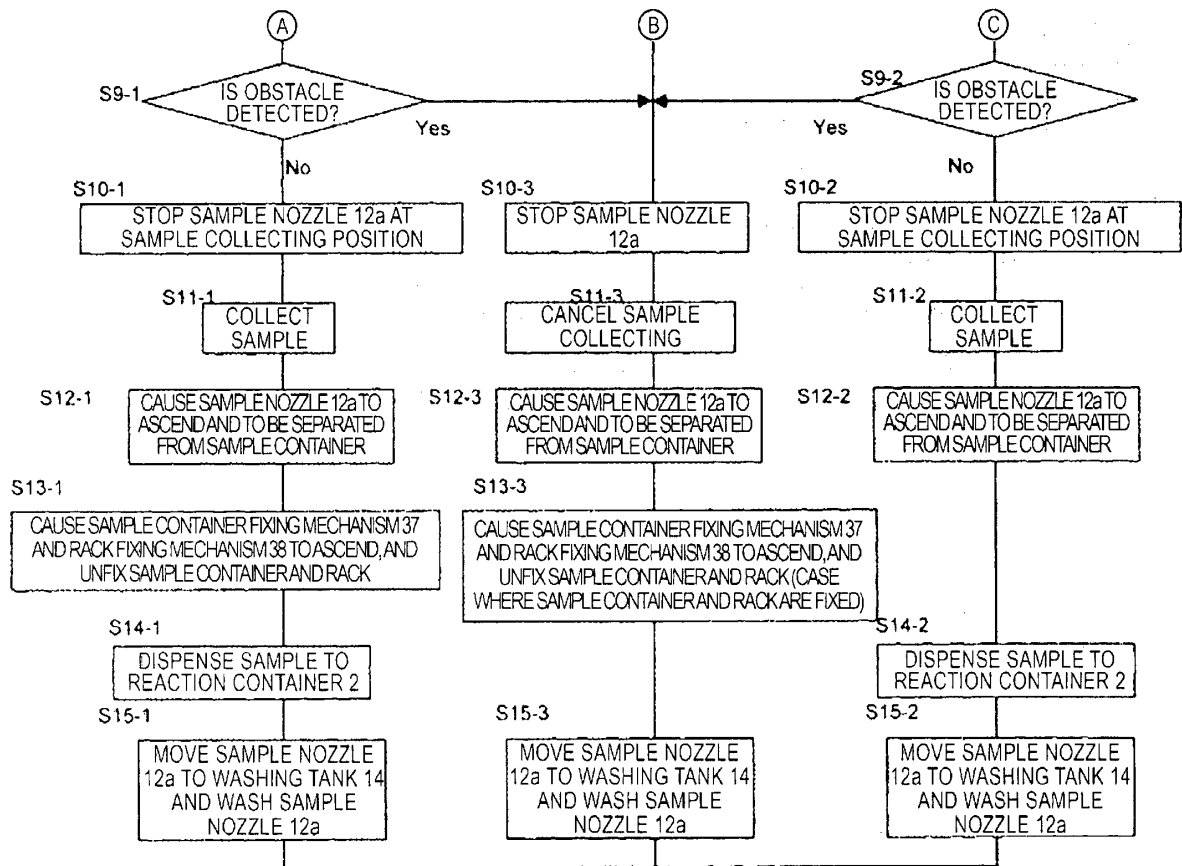 A
B
C
S9-1
IS OBSTACLE
DETECTED?
Yes
No
S9-2
IS OBSTACLE
DETECTED?
Yes
No
S10-1
STOP SAMPLE NOZZLE 12a AT
SAMPLE COLLECTING POSITION
S10-3
STOP SAMPLE NOZZLE
12a
S10-2
STOP SAMPLE NOZZLE 12a AT
SAMPLE COLLECTING POSITION
S11-1
COLLECT
SAMPLE
S11-3
CANCEL SAMPLE
COLLECTING
S11-2
COLLECT
SAMPLE
S12-1
CAUSE SAMPLE NOZZLE 12a TO
ASCEND AND TO BE SEPARATED
FROM SAMPLE CONTAINER
S12-3
CAUSE SAMPLE NOZZLE 12a TO
ASCEND AND TO BE SEPARATED
FROM SAMPLE CONTAINER
S12-2
CAUSE SAMPLE NOZZLE 12a TO
ASCEND AND TO BE SEPARATED
FROM SAMPLE CONTAINER
S13-1
CAUSE SAMPLE CONTAINER FIXING MECHANISM 37
AND RACK FIXING MECHANISM 38 TO ASCEND, AND
UNFIX SAMPLE CONTAINER AND RACK
S13-3
CAUSE SAMPLE CONTAINER FIXING MECHANISM 37
AND RACK FIXING MECHANISM 38 TO ASCEND, AND
UNFIX SAMPLE CONTAINER AND RACK (CASE
WHERE SAMPLE CONTAINER AND RACK ARE FIXED)
S14-1
DISPENSE SAMPLE TO
REACTION CONTAINER 2
S14-2
DISPENSE SAMPLE TO
REACTION CONTAINER 2
S15-1
MOVE SAMPLE NOZZLE
12a TO WASHING TANK 14
AND WASH SAMPLE
NOZZLE 12a
S15-3
MOVE SAMPLE NOZZLE
12a TO WASHING TANK 14
AND WASH SAMPLE
NOZZLE 12a
S15-2
MOVE SAMPLE NOZZLE
12a TO WASHING TANK 14
AND WASH SAMPLE
NOZZLE 12a